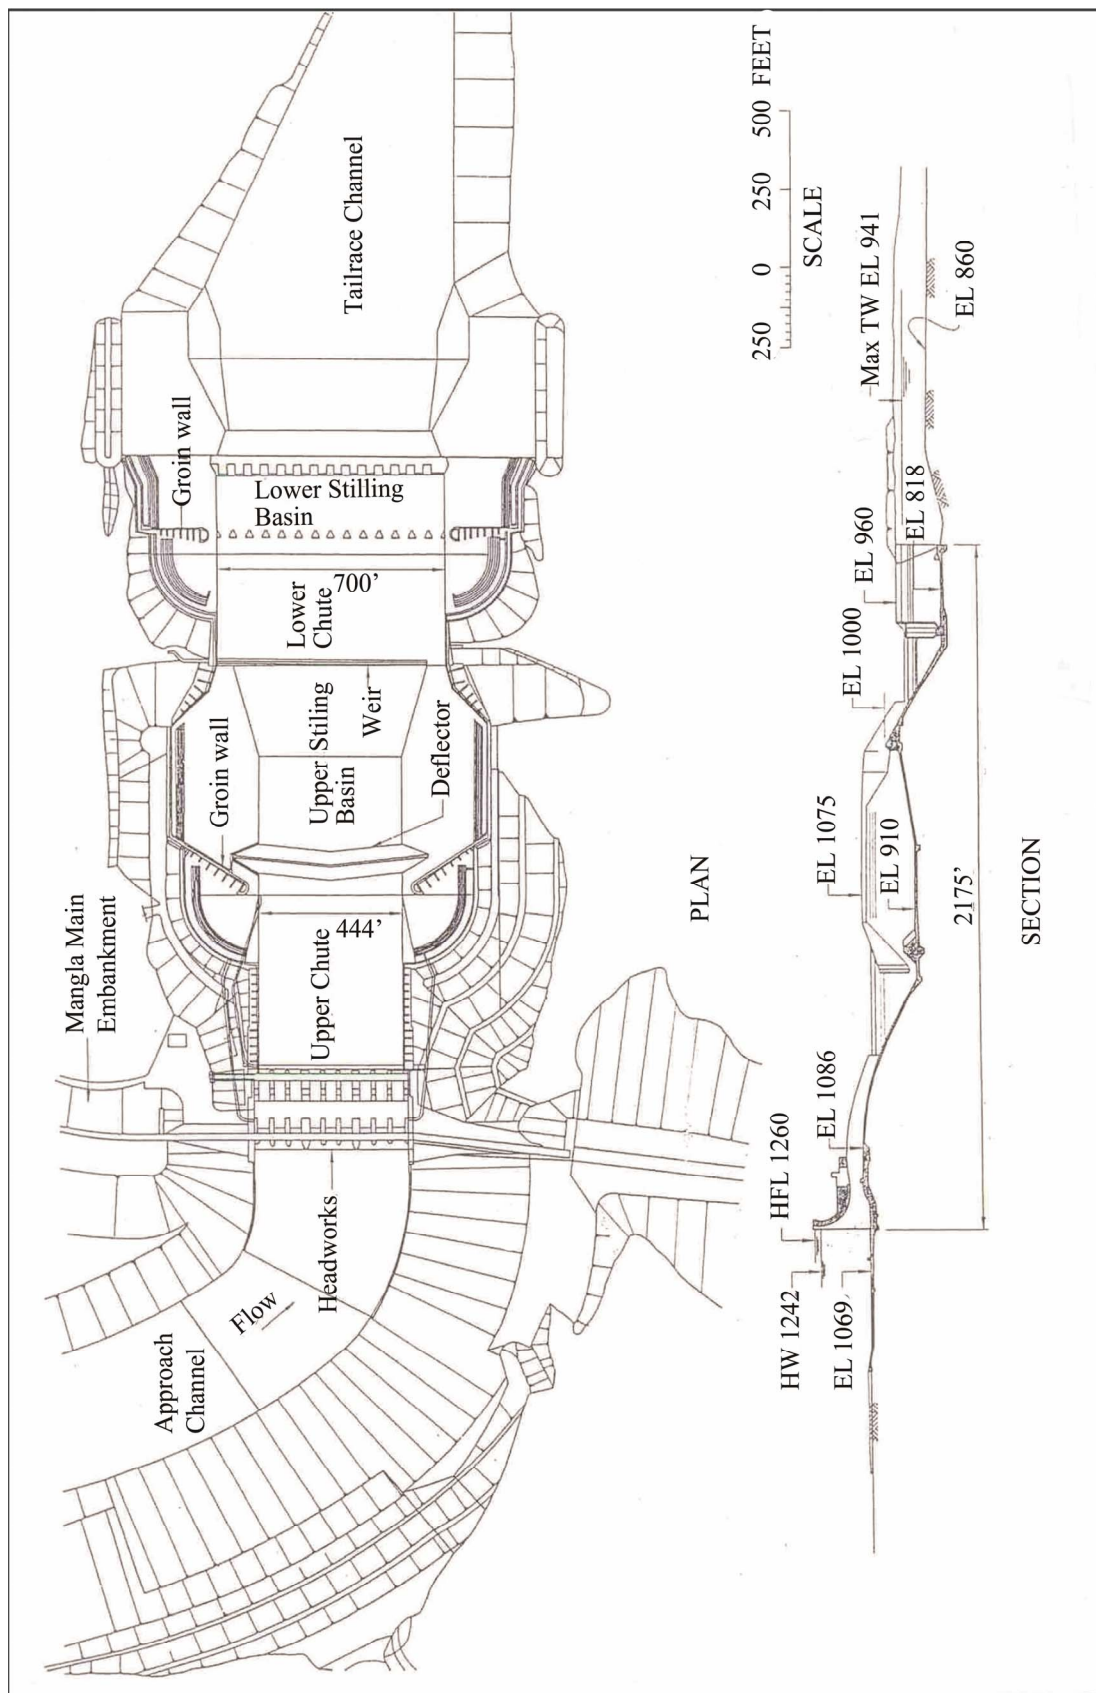 Mangla Main
Embankment
Approach
Channel
Flow
Headworks
Upper Chute
444’
Groin wall
Upper Stiling
Basin
Deflector
Weir
Lower
Chute
700’
Groin wall
Lower Stilling
Basin
Tailrace Channel
PLAN
250 0 250 500 FEET
SCALE
HW 1242
HFL 1260
EL 1069
EL 1086
EL 1075
EL 910
EL 1000
EL 960
EL 818
Max TW EL 941
EL 860
2175’
SECTION